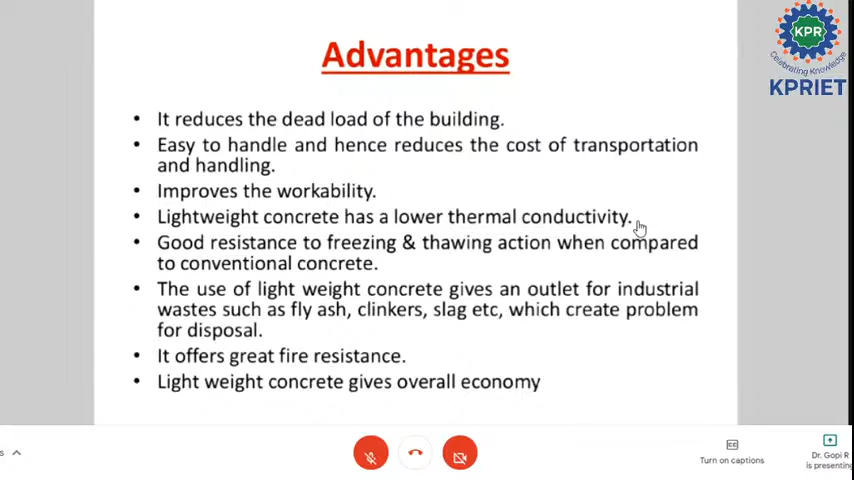 Advantages
KPR
Celebrating Knowledge
KPRIET
• It reduces the dead load of the building.
• Easy to handle and hence reduces the cost of transportation
and handling.
• Improves the workability.
• Lightweight concrete has a lower thermal conductivity.
• Good resistance to freezing & thawing action when compared
to conventional concrete.
• The use of light weight concrete gives an outlet for industrial
wastes such as fly ash, clinkers, slag etc, which create problem
for disposal.
• It offers great fire resistance.
• Light weight concrete gives overall economy
s
Turn on captions
Dr. Gopi R
is presenting